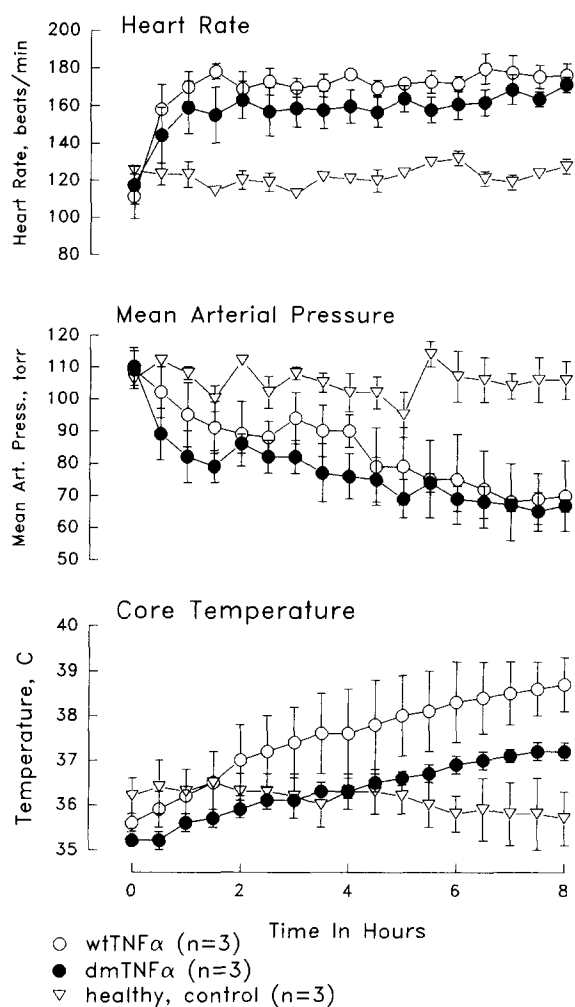 Heart Rate
Heart Rate, beats/min
200
180
160
140
120
100
80
Mean Arterial Pressure
Mean Art. Press., torr
120
110
100
90
80
70
60
50
Core Temperature
Temperature, C
40
39
38
37
36
35
0 2 4 6 8
Time In Hours
○ wtTNFα (n=3)
● dmTNFα (n=3)
▽ healthy, control (n=3)